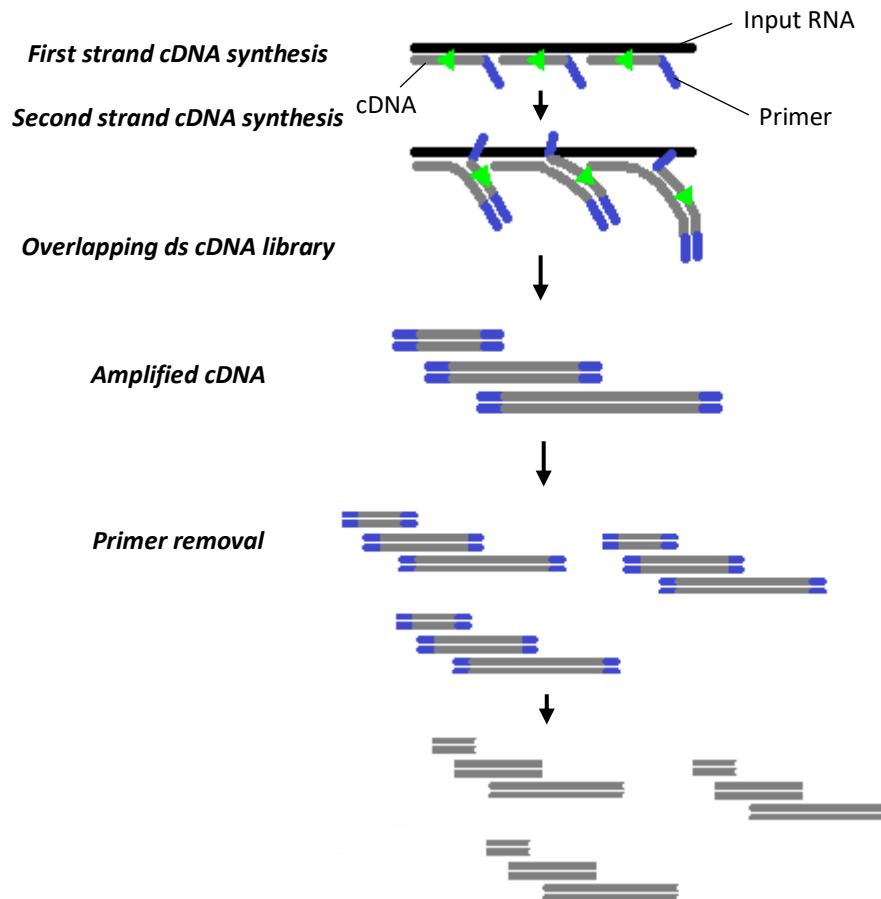 Input RNA
First strand cDNA synthesis
cDNA
Second strand cDNA synthesis
Primer
Overlapping ds cDNA library
Amplified cDNA
Primer removal